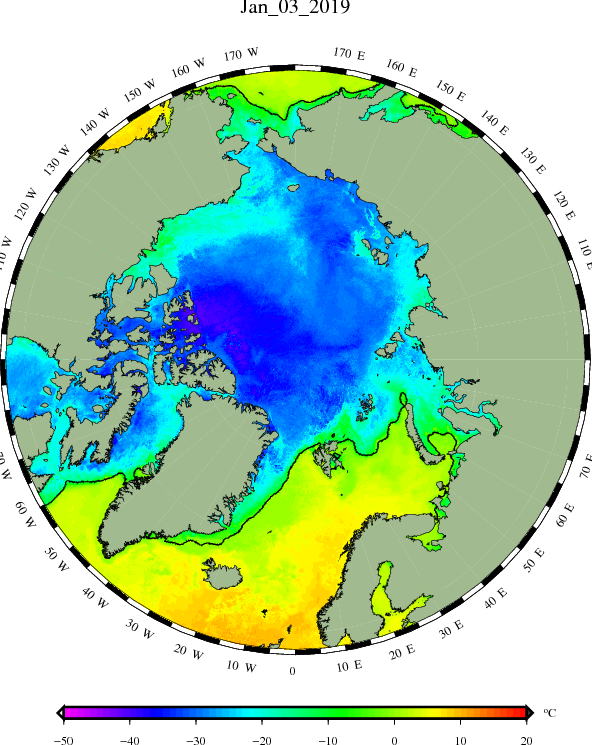 Jan_03_2019
170 W
170 E
160 W
160 E
150 W
150 E
140 W
140 E
130 W
130 E
120 W
120 E
110 E
70 E
60 W
60 E
50 W
50 E
40 W
40 E
30 W
30 E
20 W
20 E
10 W
10 E
0
°C
−50 −40 −30 −20 −10 0 10 20